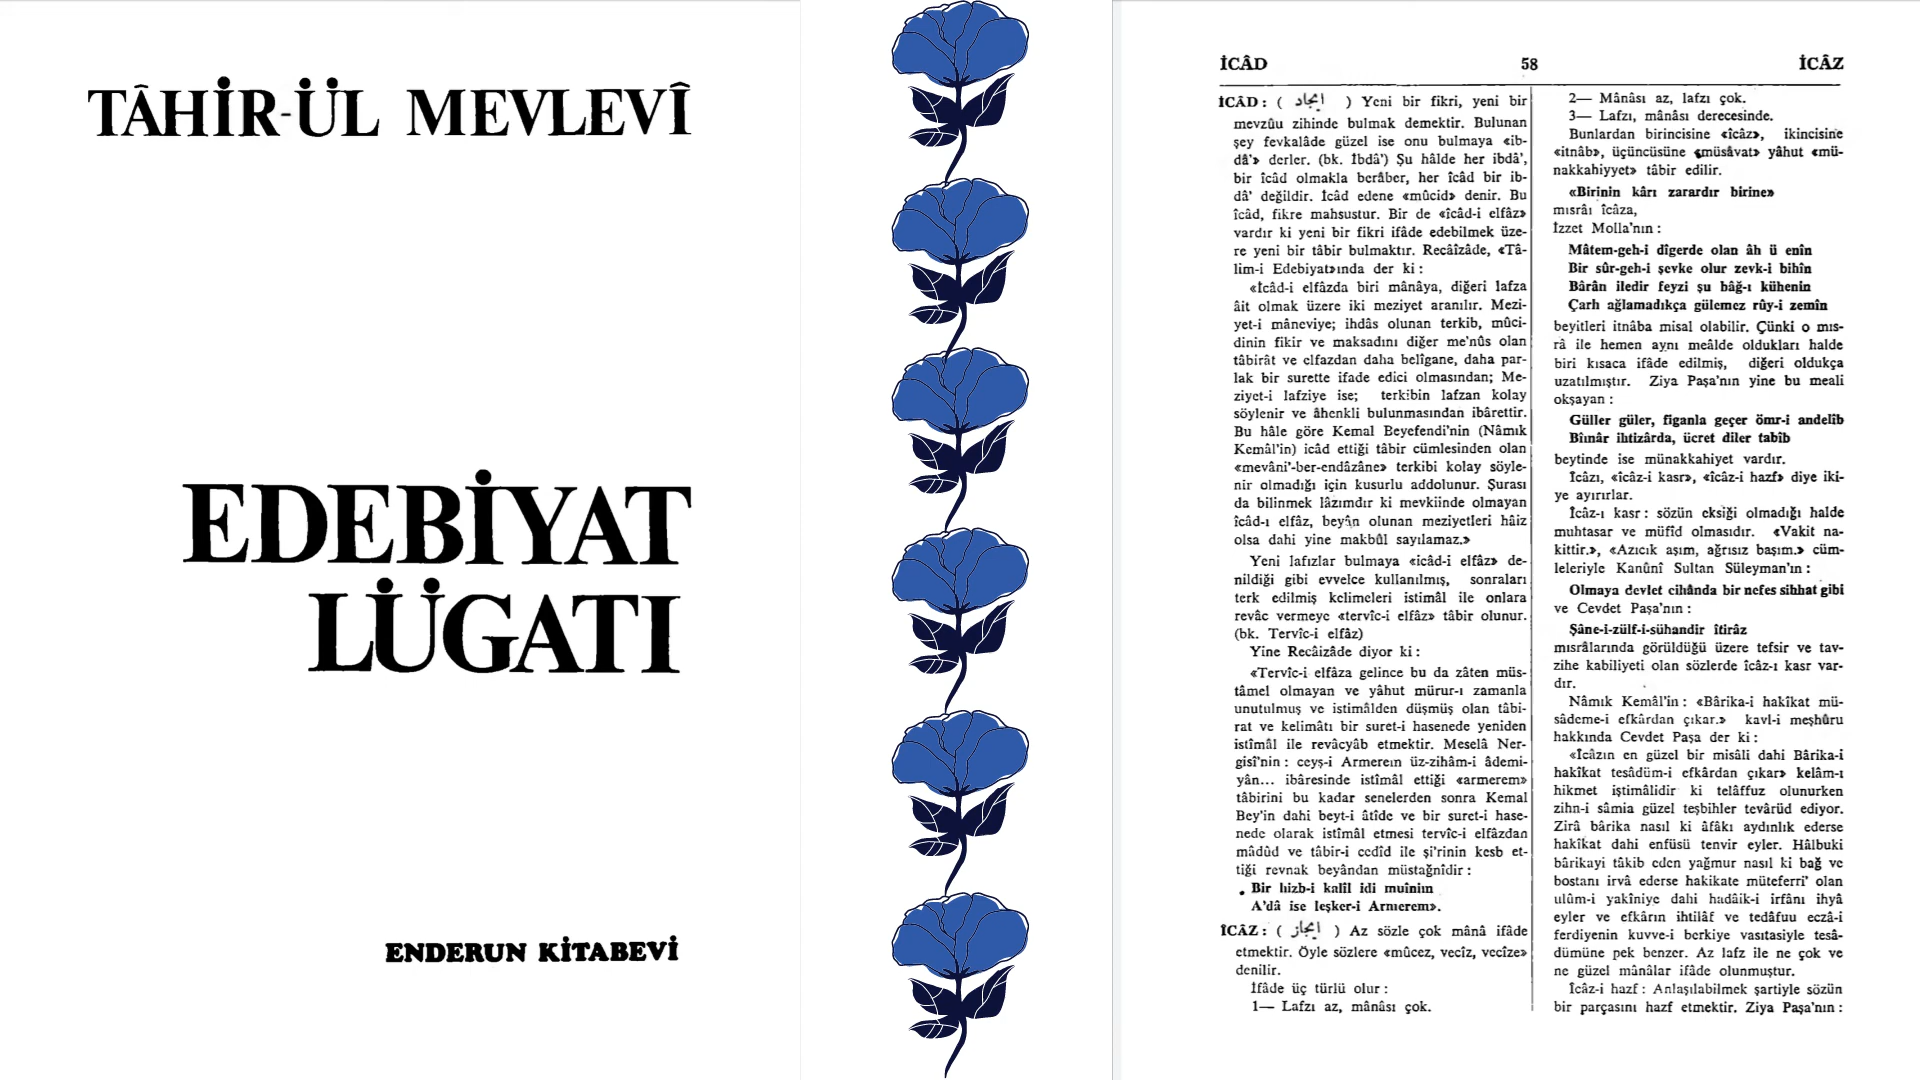 TÂHİR-ÜL MEVLEVÎ
EDEBİYAT
LÜGATI
ENDERUN KİTABEVİ
İCÂD 58 İCÂZ
İCÂD : ( ايجاد ) Yeni bir fikri, yeni bir
mevzûu zihinde bulmak demektir. Bulunan
şey fevkalâde güzel ise onu bulmaya «ib-
dâ'» derler. (bk. İbdâ') Şu hâlde her ibdâ',
bir îcâd olmakla berâber, her îcâd bir ib-
dâ' değildir. İcâd edene «mûcid» denir. Bu
îcâd, fikre mahsustur. Bir de «îcâd-i elfâz»
vardır ki yeni bir fikri ifâde edebilmek üze-
re yeni bir tâbir bulmaktır. Recâîzâde, «Tâ-
lim-i Edebiyat»ında der ki :
«İcâd-i elfâzda biri mânâya, diğeri lafza
âit olmak üzere iki meziyet aranılır. Mezi-
yet-i mâneviye; ihdâs olunan terkib, mûci-
dinin fikir ve maksadını diğer me'nûs olan
tâbirât ve elfazdan daha belîgane, daha par-
lak bir surette ifade edici olmasından; Me-
ziyet-i lafziye ise; terkibin lafzan kolay
söylenir ve âhenkli bulunmasından ibârettir.
Bu hâle göre Kemal Beyefendi'nin (Nâmık
Kemâl'in) icâd ettiği tâbir cümlesinden olan
«mevâni'-ber-endâzâne» terkibi kolay söyle-
nir olmadığı için kusurlu addolunur. Şurası
da bilinmek lâzımdır ki mevkiinde olmayan
îcâd-ı elfâz, beyân olunan meziyetleri hâiz
olsa dahi yine makbûl sayılamaz.»
Yeni lafızlar bulmaya «icâd-i elfâz» de-
nildiği gibi evvelce kullanılmış, sonraları
terk edilmiş kelimeleri istimâl ile onlara
revâc vermeye «tervîc-i elfâz» tâbir olunur.
(bk. Tervîc-i elfâz)
Yine Recâizâde diyor ki :
«Tervîc-i elfâza gelince bu da zâten müs-
tâmel olmayan ve yâhut mürur-ı zamanla
unutulmuş ve istimâlden düşmüş olan tâbi-
rat ve kelimâtı bir suret-i hasenede yeniden
istîmâl ile revâcyâb etmektir. Meselâ Ner-
gisî'nin : ceyş-i Armerem üz-zihâm-i âdemi-
yân... ibâresinde istîmâl ettiği «armerem»
tâbirini bu kadar senelerden sonra Kemal
Bey'in dahi beyt-i âtîde ve bir suret-i hase-
nede olarak istîmâl etmesi tervîc-i elfâzdan
mâdûd ve tâbir-i cedîd ile şi'rinin kesb et-
tiği revnak beyândan müstağnîdir :
Bir hizb-i kalîl idi muînim
A'dâ ise leşker-i Armerem».
İCÂZ : ( ايجاز ) Az sözle çok mânâ ifâde
etmektir. Öyle sözlere «mûcez, vecîz, vecîze»
denilir.
İfâde üç türlü olur :
1— Lafzı az, mânâsı çok.
2— Mânâsı az, lafzı çok.
3— Lafzı, mânâsı derecesinde.
Bunlardan birincisine «îcâz», ikincisine
«itnâb», üçüncüsüne «müsâvat» yâhut «mü-
nakkahiyyet» tâbir edilir.
«Birinin kârı zarardır birine»
mısrâı îcâza,
İzzet Molla'nın :
Mâtem-geh-i dîgerde olan âh ü enîn
Bir sûr-geh-i şevke olur zevk-i bihîn
Bârân iledir feyzi şu bâğ-ı kühenin
Çarh ağlamadıkça gülemez rûy-i zemîn
beyitleri itnâba misal olabilir. Çünki o mıs-
râ ile hemen aynı meâlde oldukları halde
biri kısaca ifâde edilmiş, diğeri oldukça
uzatılmıştır. Ziya Paşa'nın yine bu meali
okşayan :
Güller güler, figanla geçer ömr-i andelîb
Bîmâr ihtizârda, ücret diler tabîb
beytinde ise münakkahiyet vardır.
İcâzı, «icâz-i kasr», «icâz-i hazf» diye iki-
ye ayırırlar.
İcâz-ı kasr : sözün eksiği olmadığı halde
muhtasar ve müfîd olmasıdır. «Vakit na-
kittir.», «Azıcık aşım, ağrısız başım.» cüm-
leleriyle Kanûnî Sultan Süleyman'ın :
Olmaya devlet cihânda bir nefes sihhat gibi
ve Cevdet Paşa'nın :
Şâne-i-zülf-i-sühandir îtirâz
mısrâlarında görüldüğü üzere tefsir ve tav-
zihe kabiliyeti olan sözlerde îcâz-ı kasr var-
dır.
Nâmık Kemâl'in : «Bârika-i hakîkat mü-
sâdeme-i efkârdan çıkar.» kavl-i meşhûru
hakkında Cevdet Paşa der ki :
«İcâzın en güzel bir misâli dahi Bârika-i
hakîkat tesâdüm-i efkârdan çıkar» kelâm-ı
hikmet iştimâlidir ki telâffuz olunurken
zihn-i sâmia güzel teşbihler tevârüd ediyor.
Zirâ bârika nasıl ki âfâkı aydınlık ederse
hakîkat dahi enfüsü tenvir eyler. Hâlbuki
bârikayi tâkib eden yağmur nasıl ki bağ ve
bostanı irvâ ederse hakikate müteferri' olan
ulûm-i yakîniye dahi hadâik-i irfânı ihyâ
eyler ve efkârın ihtilâf ve tedâfuu eczâ-i
ferdiyenin kuvve-i berkiye vasıtasiyle tesâ-
dümüne pek benzer. Az lafz ile ne çok ve
ne güzel mânâlar ifâde olunmuştur.
İcâz-i hazf : Anlaşılabilmek şartiyle sözün
bir parçasını hazf etmektir. Ziya Paşa'nın :